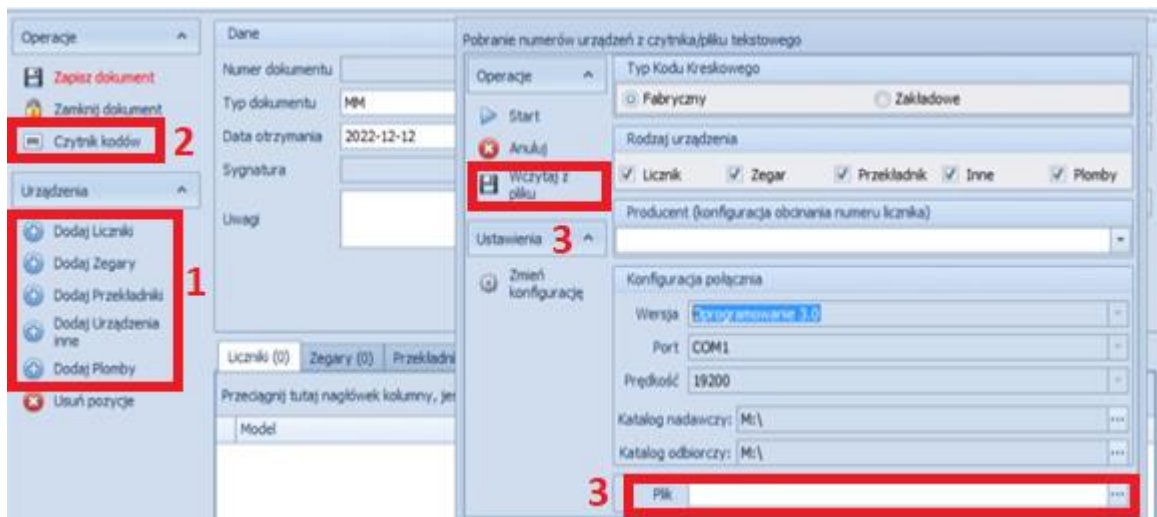 Operacje
Zapisz dokument
Zamknij dokument
Czytnik kodów
2
Urządzenia
Dodaj Liczniki
Dodaj Zegary
Dodaj Przekładniki
Dodaj Urządzenia
inne
Dodaj Plomby
1
Usuń pozycje
Dane
Numer dokumentu
Typ dokumentu MM
Data otrzymania 2022-12-12
Sygnatura
Uwagi
Liczniki (0) Zegary (0) Przekładni
Przeciągnij tutaj nagłówek kolumny, je
Model
Pobranie numerów urządzeń z czytnika/pliku tekstowego
Operacje
Start
Anuluj
Wczytaj z
pliku
Ustawienia
3
Zmień
konfigurację
Typ Kodu Kreskowego
Fabryczny Zakładowe
Rodzaj urządzenia
Licznik Zegar Przekładnik Inne Plomby
Producent (konfiguracja obcinania numeru licznika)
Konfiguracja połącznia
Wersja Oprogramowanie 3.0
Port COM1
Prędkość 19200
Katalog nadawczy: M:\
Katalog odbiorczy: M:\
3
Plik